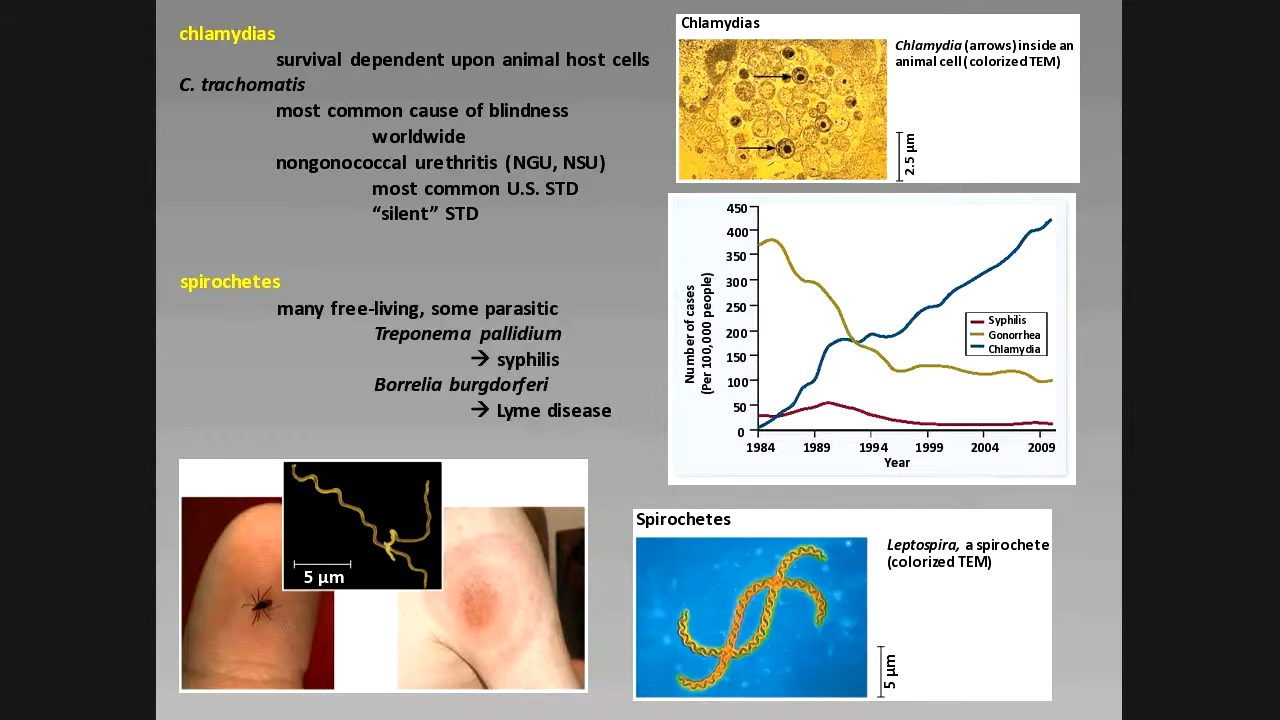 chlamydias
survival dependent upon animal host cells
C. trachomatis
most common cause of blindness
worldwide
nongonococcal urethritis (NGU, NSU)
most common U.S. STD
“silent” STD
spirochetes
many free-living, some parasitic
Treponema pallidium
→ syphilis
Borrelia burgdorferi
→ Lyme disease
5 µm
Chlamydias
Chlamydia (arrows) inside an
animal cell (colorized TEM)
2.5 µm
450
400
350
300
250
200
150
100
50
0
Number of cases
(Per 100,000 people)
Syphilis
Gonorrhea
Chlamydia
1984 1989 1994 1999 2004 2009
Year
Spirochetes
Leptospira, a spirochete
(colorized TEM)
5 µm